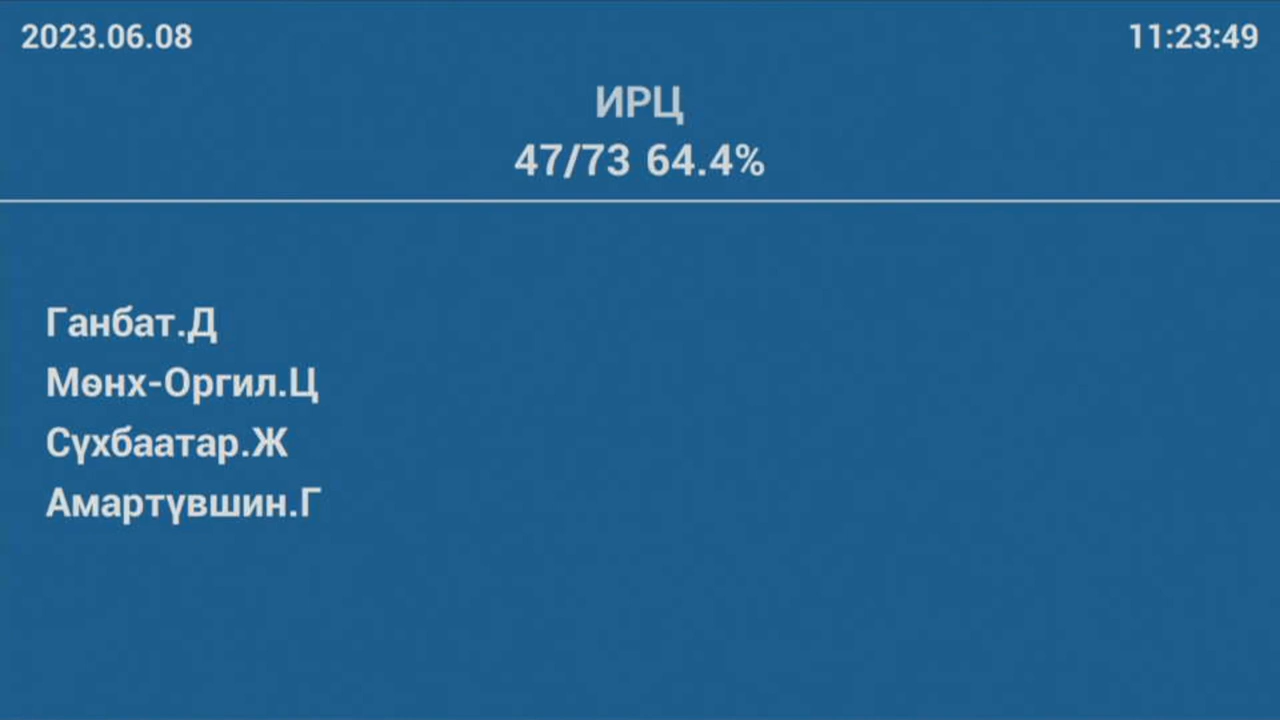 2023.06.08
11:23:49
ИРЦ
47/73 64.4%
Ганбат.Д
Мөнх-Оргил.Ц
Сүхбаатар.Ж
Амартүвшин.Г